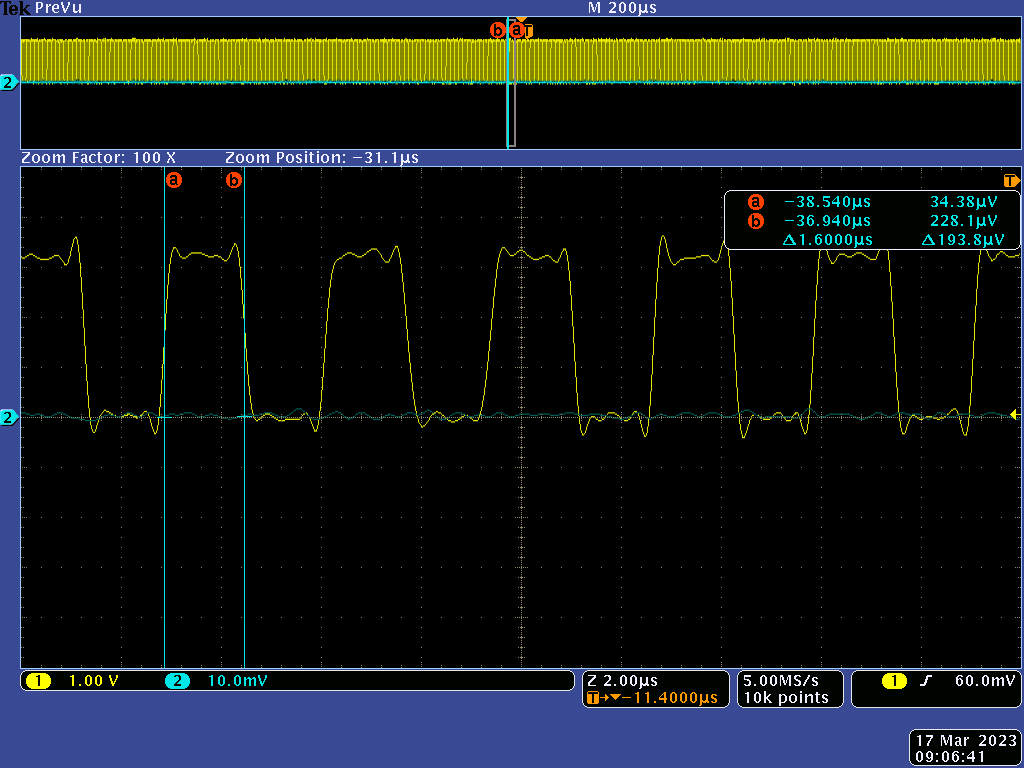 Tek PreVu M 200µs
b a T
2
Zoom Factor: 100 X Zoom Position: −31.1µs
a b T
a −38.540µs 34.38µV
b −36.940µs 228.1µV
Δ1.6000µs Δ193.8µV
2
1 1.00 V 2 10.0mV Z 2.00µs 5.00MS/s 1 60.0mV
T→▼−11.4000µs 10k points
17 Mar 2023
09:06:41